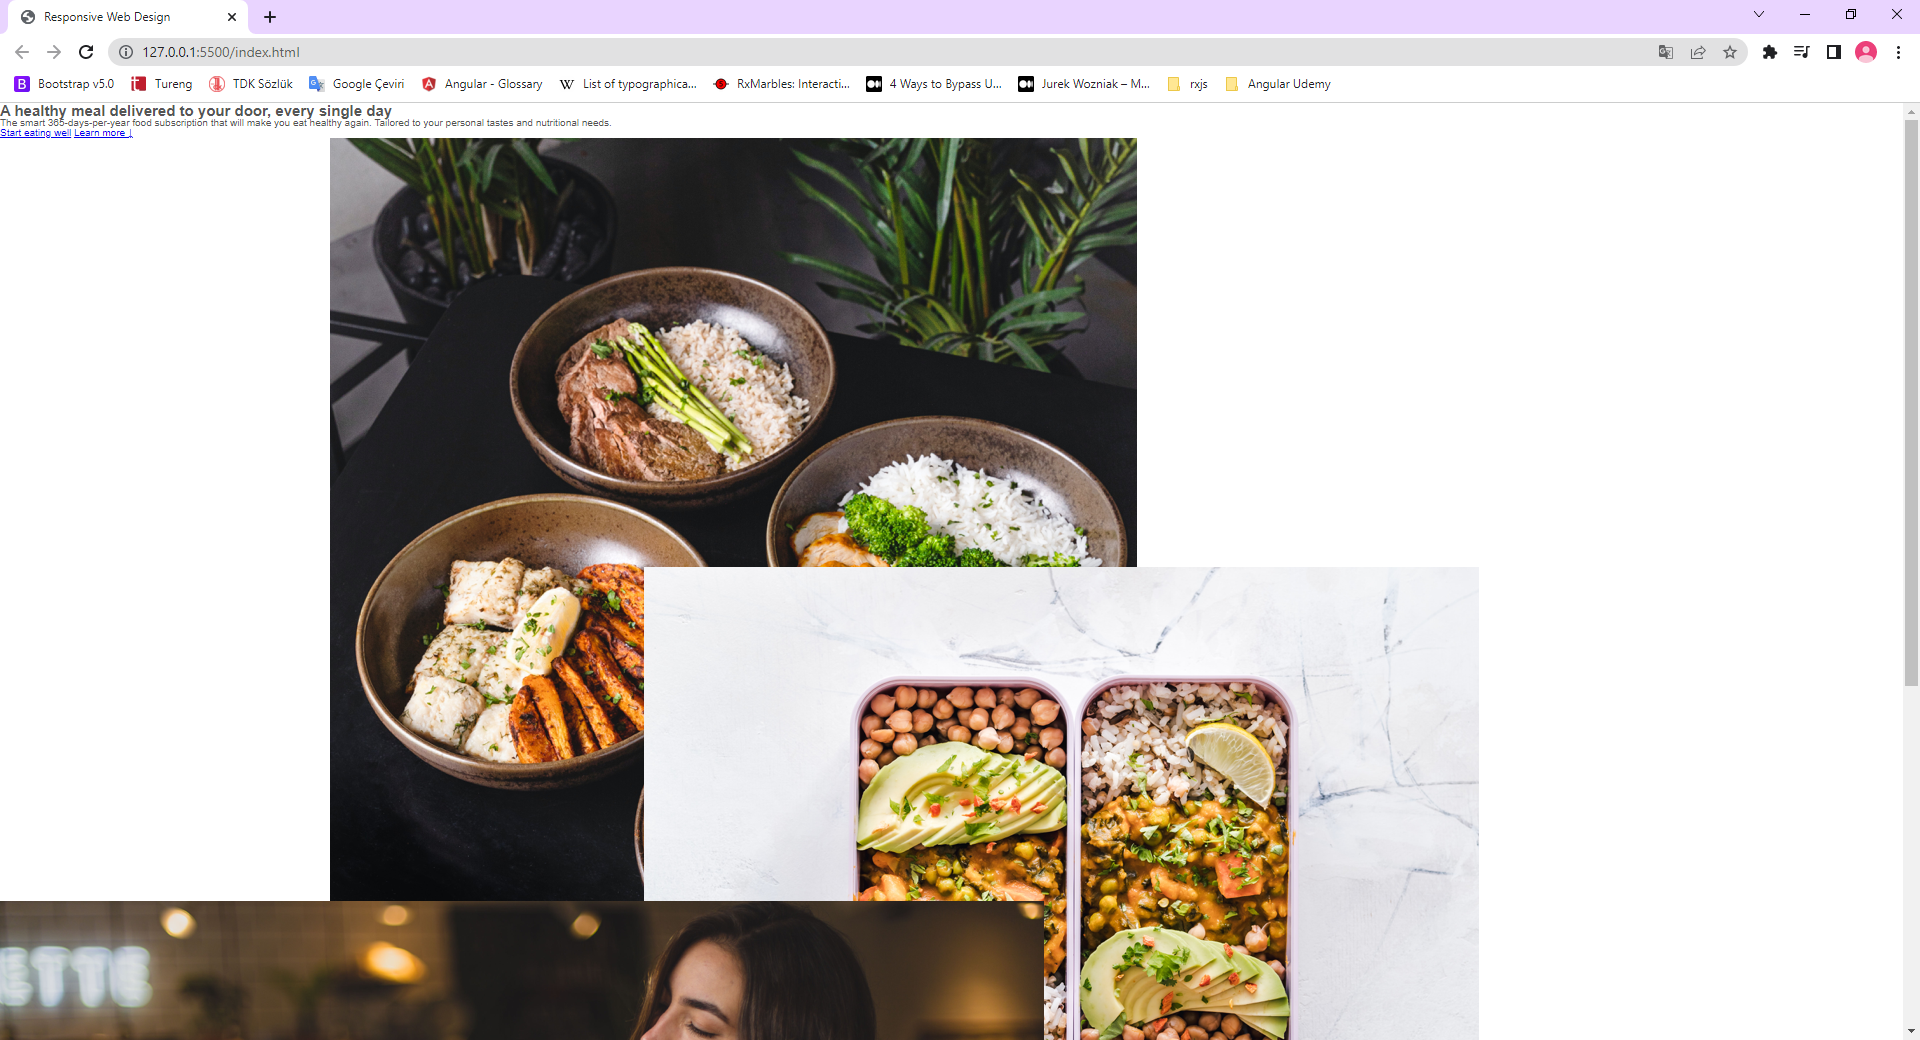 Responsive Web Design
127.0.0.1:5500/index.html
Bootstrap v5.0 Tureng TDK Sözlük Google Çeviri Angular - Glossary List of typographica... RxMarbles: Interacti... 4 Ways to Bypass U... Jurek Wozniak – M... rxjs Angular Udemy
A healthy meal delivered to your door, every single day
The smart 365-days-per-year food subscription that will make you eat healthy again. Tailored to your personal tastes and nutritional needs.
Start eating well Learn more ↓
ETTE